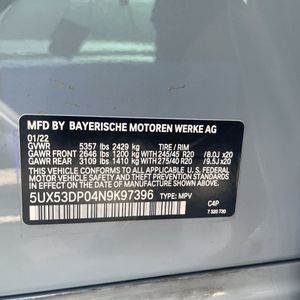 MFD BY BAYERISCHE MOTOREN WERKE AG
01/22
GVWR 5357 lbs 2429 kg TIRE / RIM
GAWR FRONT 2646 lbs 1200 kg WITH 245/45 R20 / 8.0J x20
GAWR REAR 3109 lbs 1410 kg WITH 275/40 R20 / 9.5J x20
THIS VEHICLE CONFORMS TO ALL APPLICABLE U. S. FEDERAL
MOTOR VEHICLE SAFETY AND THEFT PREVENTION STANDARDS
IN EFFECT ON THE DATE OF MANUFACTURE SHOWN ABOVE.
5UX53DP04N9K97396 TYPE: MPV
C4P
7 320 730